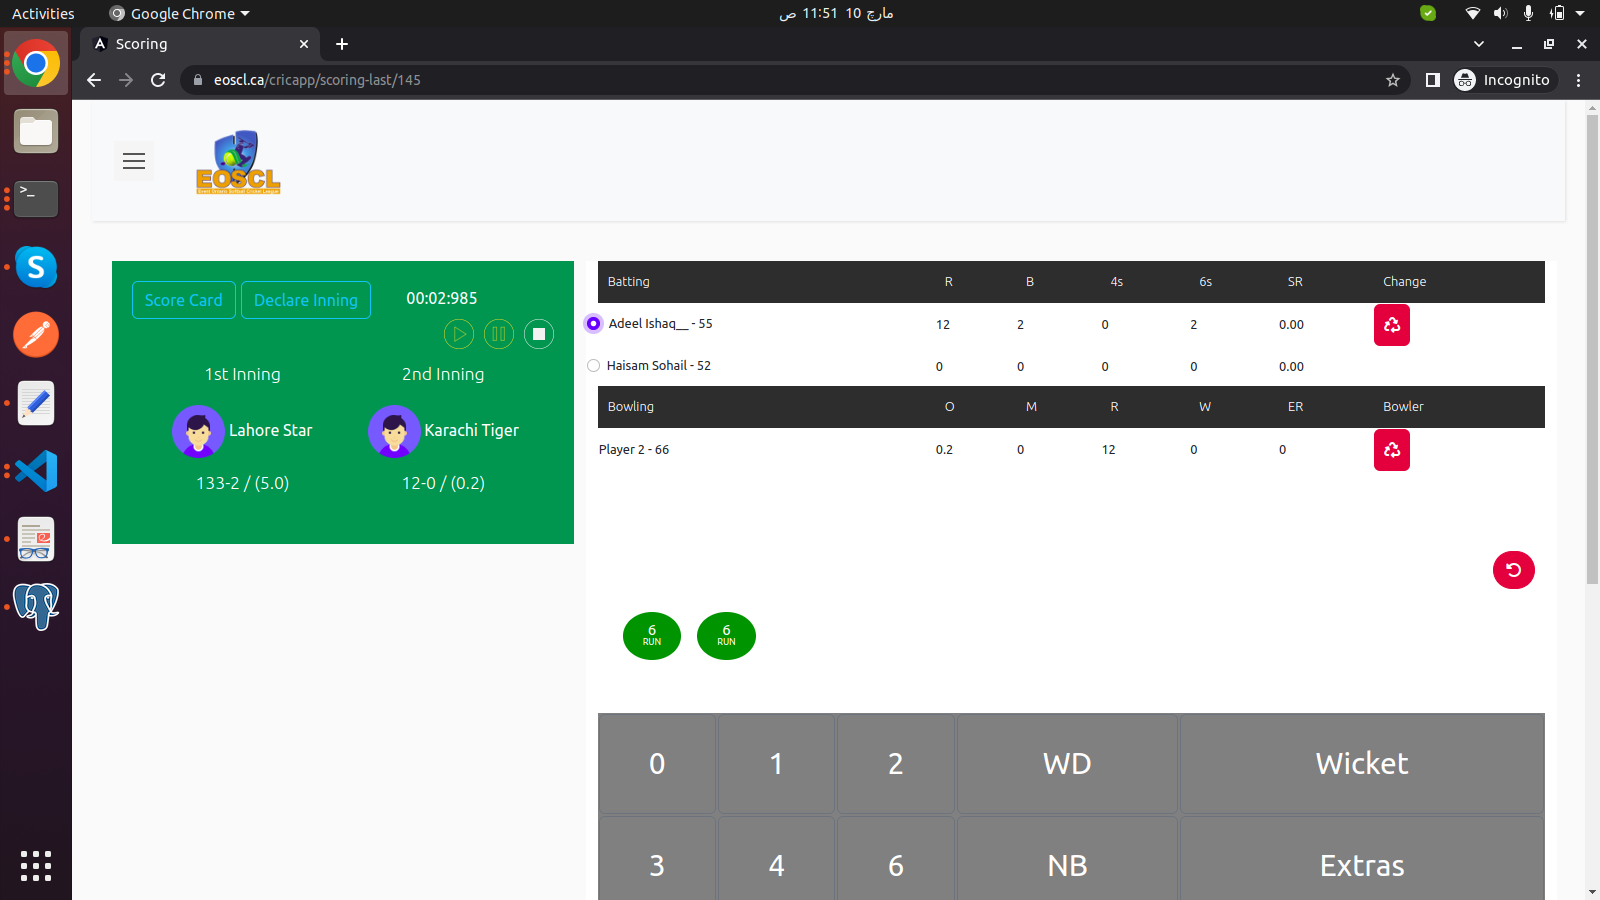 Activities
Google Chrome
مارچ 10  11:51 ص
Scoring
eoscl.ca/cricapp/scoring-last/145
Incognito
EOSCL
Score Card
Declare Inning
00:02:985
1st Inning
2nd Inning
Lahore Star
Karachi Tiger
133-2 / (5.0)
12-0 / (0.2)
Batting R B 4s 6s SR Change
Adeel Ishaq__ - 55 12 2 0 2 0.00
Haisam Sohail - 52 0 0 0 0 0.00
Bowling O M R W ER Bowler
Player 2 - 66 0.2 0 12 0 0
6 6
RUN RUN
0 1 2 WD Wicket
3 4 6 NB Extras